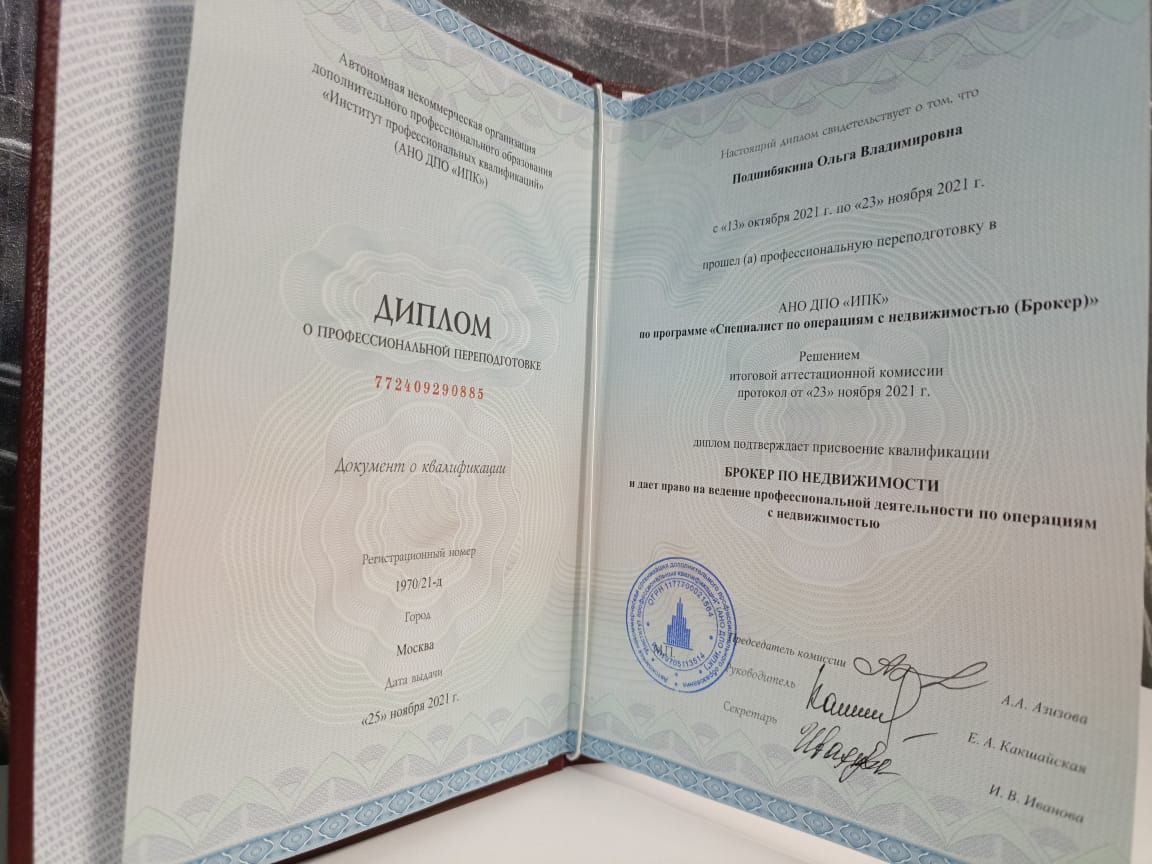 Автономная некоммерческая организация
дополнительного профессионального образования
«Институт профессиональных квалификаций»
(АНО ДПО «ИПК»)
ДИПЛОМ
О ПРОФЕССИОНАЛЬНОЙ ПЕРЕПОДГОТОВКЕ
772409290885
Документ о квалификации
Регистрационный номер
1970/21-д
Город
Москва
Дата выдачи
«25» ноября 2021 г.
Настоящий диплом свидетельствует о том, что
Подшибякина Ольга Владимировна
с «13» октября 2021 г. по «23» ноября 2021 г.
прошел (а) профессиональную переподготовку в
АНО ДПО «ИПК»
по программе «Специалист по операциям с недвижимостью (Брокер)»
Решением
итоговой аттестационной комиссии
протокол от «23» ноября 2021 г.
диплом подтверждает присвоение квалификации
БРОКЕР ПО НЕДВИЖИМОСТИ
и дает право на ведение профессиональной деятельности по операциям
с недвижимостью
М.П.
Председатель комиссии
А.А. Азизова
Руководитель
Е. А. Какшайская
Секретарь
И. В. Иванова